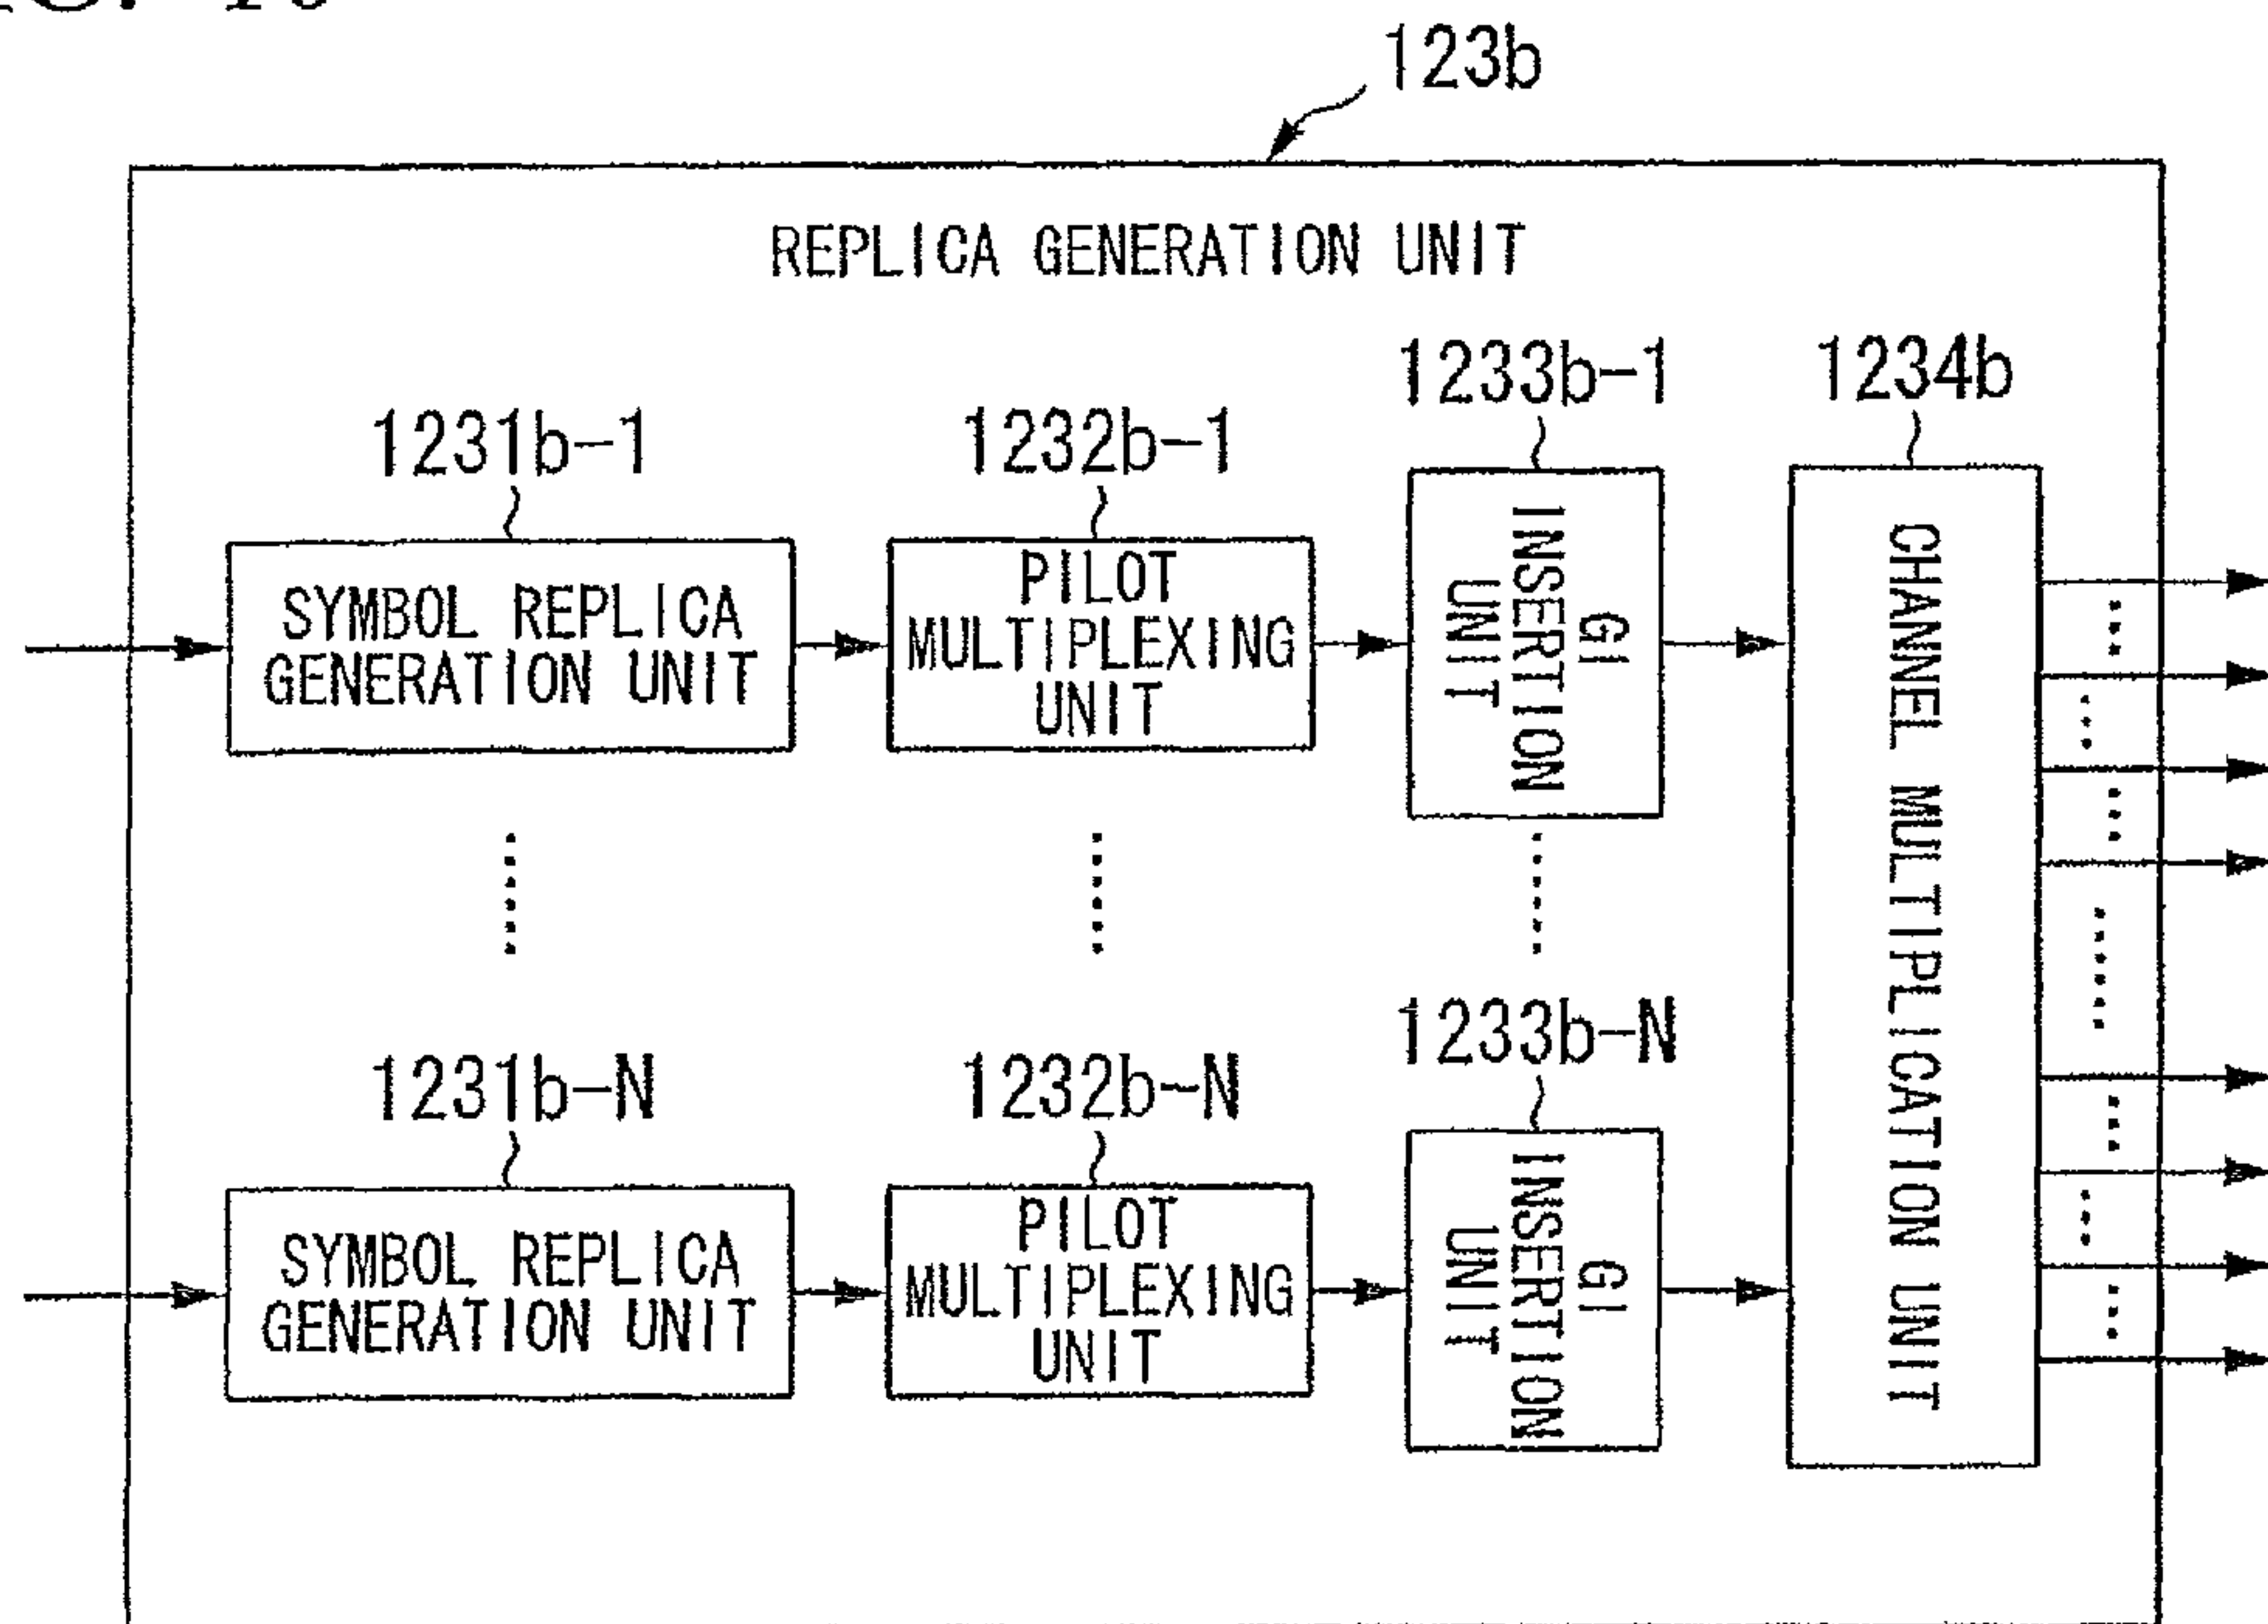 123b
REPLICA GENERATION UNIT
1233b-1
1234b
1231b-1
1232b-1
SYMBOL REPLICA
GENERATION UNIT
PILOT
MULTIPLEXING
UNIT
GI
INSERTION
UNIT
CHANNEL MULTIPLICATION UNIT
1233b-N
1231b-N
1232b-N
SYMBOL REPLICA
GENERATION UNIT
PILOT
MULTIPLEXING
UNIT
GI
INSERTION
UNIT